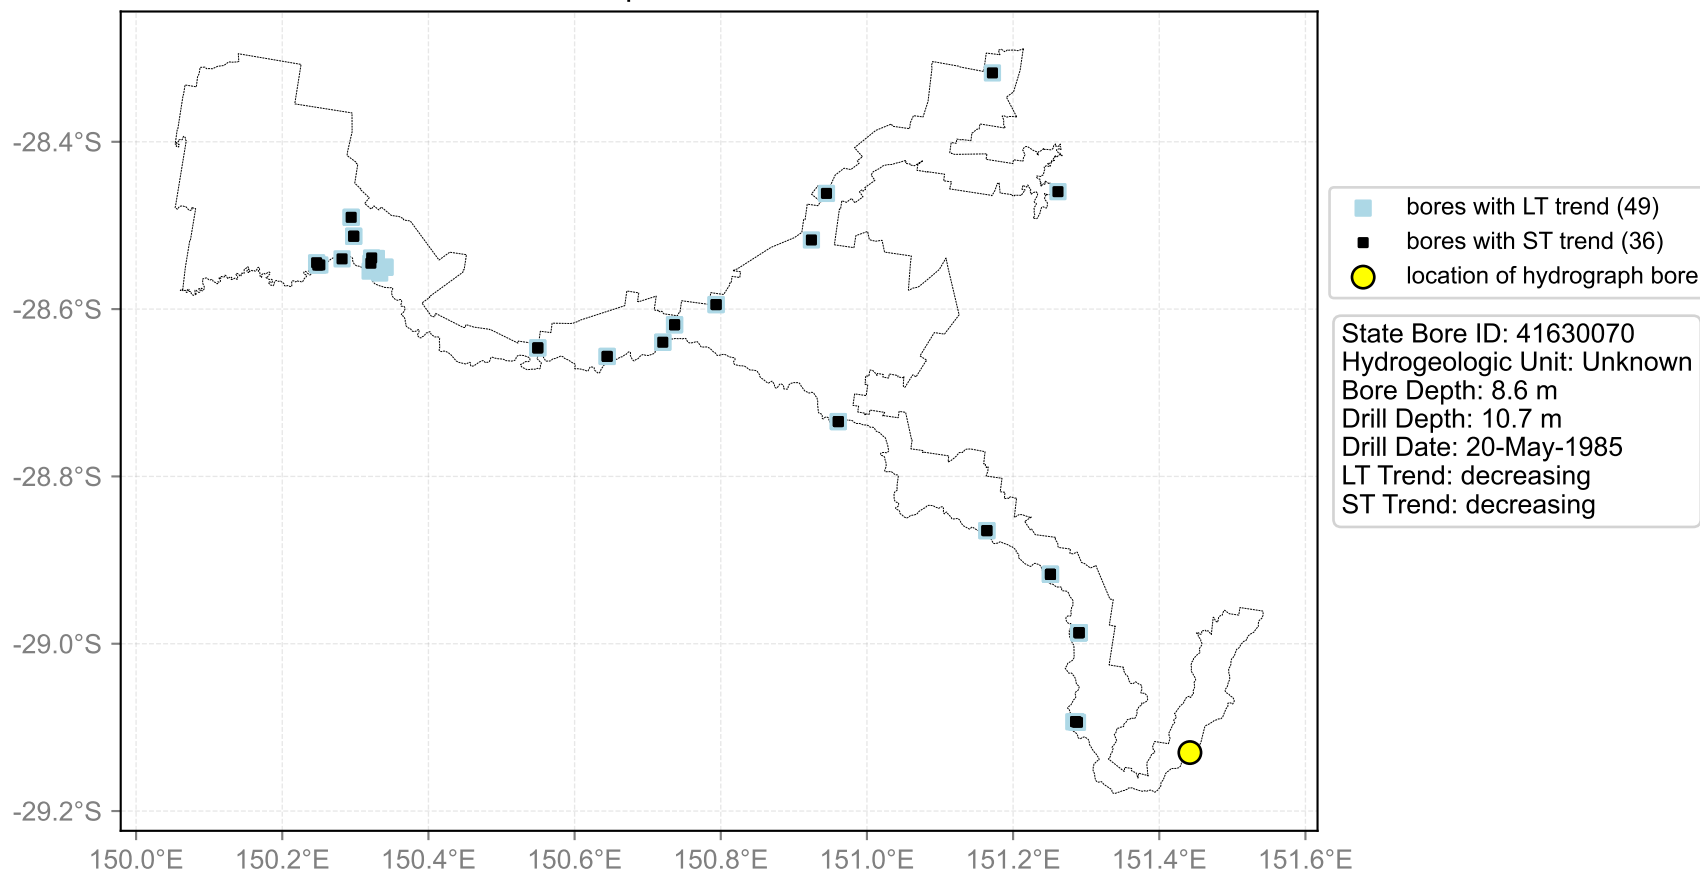 -28.4°S
-28.6°S
-28.8°S
-29.0°S
-29.2°S
150.0°E 150.2°E 150.4°E 150.6°E 150.8°E 151.0°E 151.2°E 151.4°E 151.6°E
bores with LT trend (49)
bores with ST trend (36)
location of hydrograph bore
State Bore ID: 41630070
Hydrogeologic Unit: Unknown
Bore Depth: 8.6 m
Drill Depth: 10.7 m
Drill Date: 20-May-1985
LT Trend: decreasing
ST Trend: decreasing